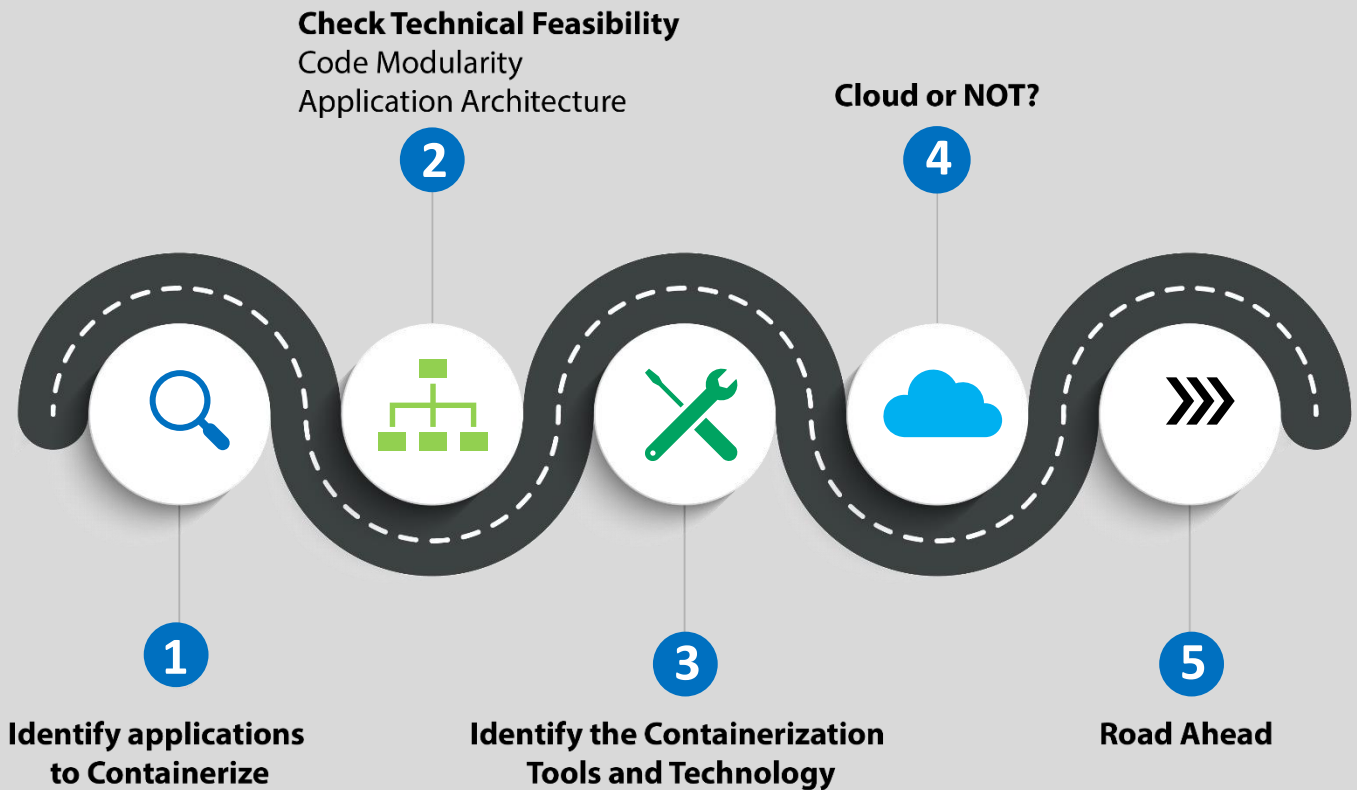 1
Identify applications
to Containerize
Check Technical Feasibility
Code Modularity
Application Architecture
2
3
Identify the Containerization
Tools and Technology
Cloud or NOT?
4
5
Road Ahead